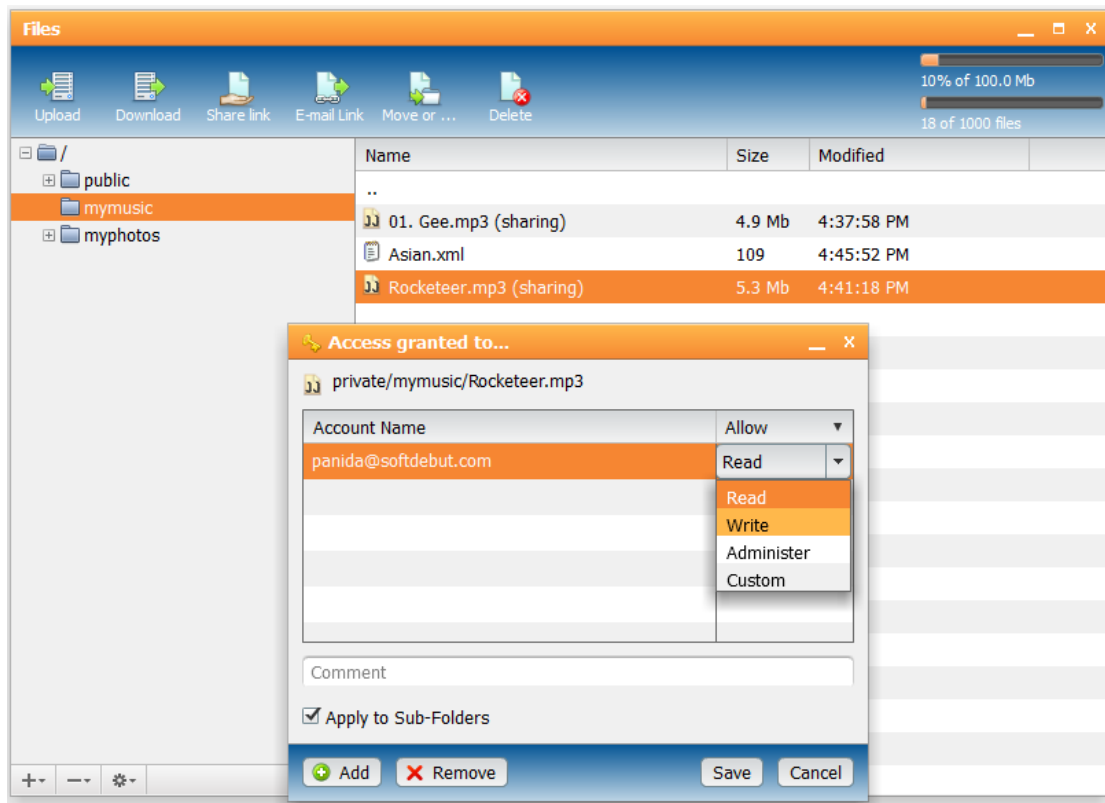 Files
10% of 100.0 Mb
18 of 1000 files
Upload Download Share link E-mail Link Move or ... Delete
/
public
mymusic
myphotos
Name Size Modified
..
01. Gee.mp3 (sharing) 4.9 Mb 4:37:58 PM
Asian.xml 109 4:45:52 PM
Rocketeer.mp3 (sharing) 5.3 Mb 4:41:18 PM
Access granted to...
private/mymusic/Rocketeer.mp3
Account Name Allow
panida@softdebut.com Read
Read
Write
Administer
Custom
Comment
Apply to Sub-Folders
Add Remove Save Cancel